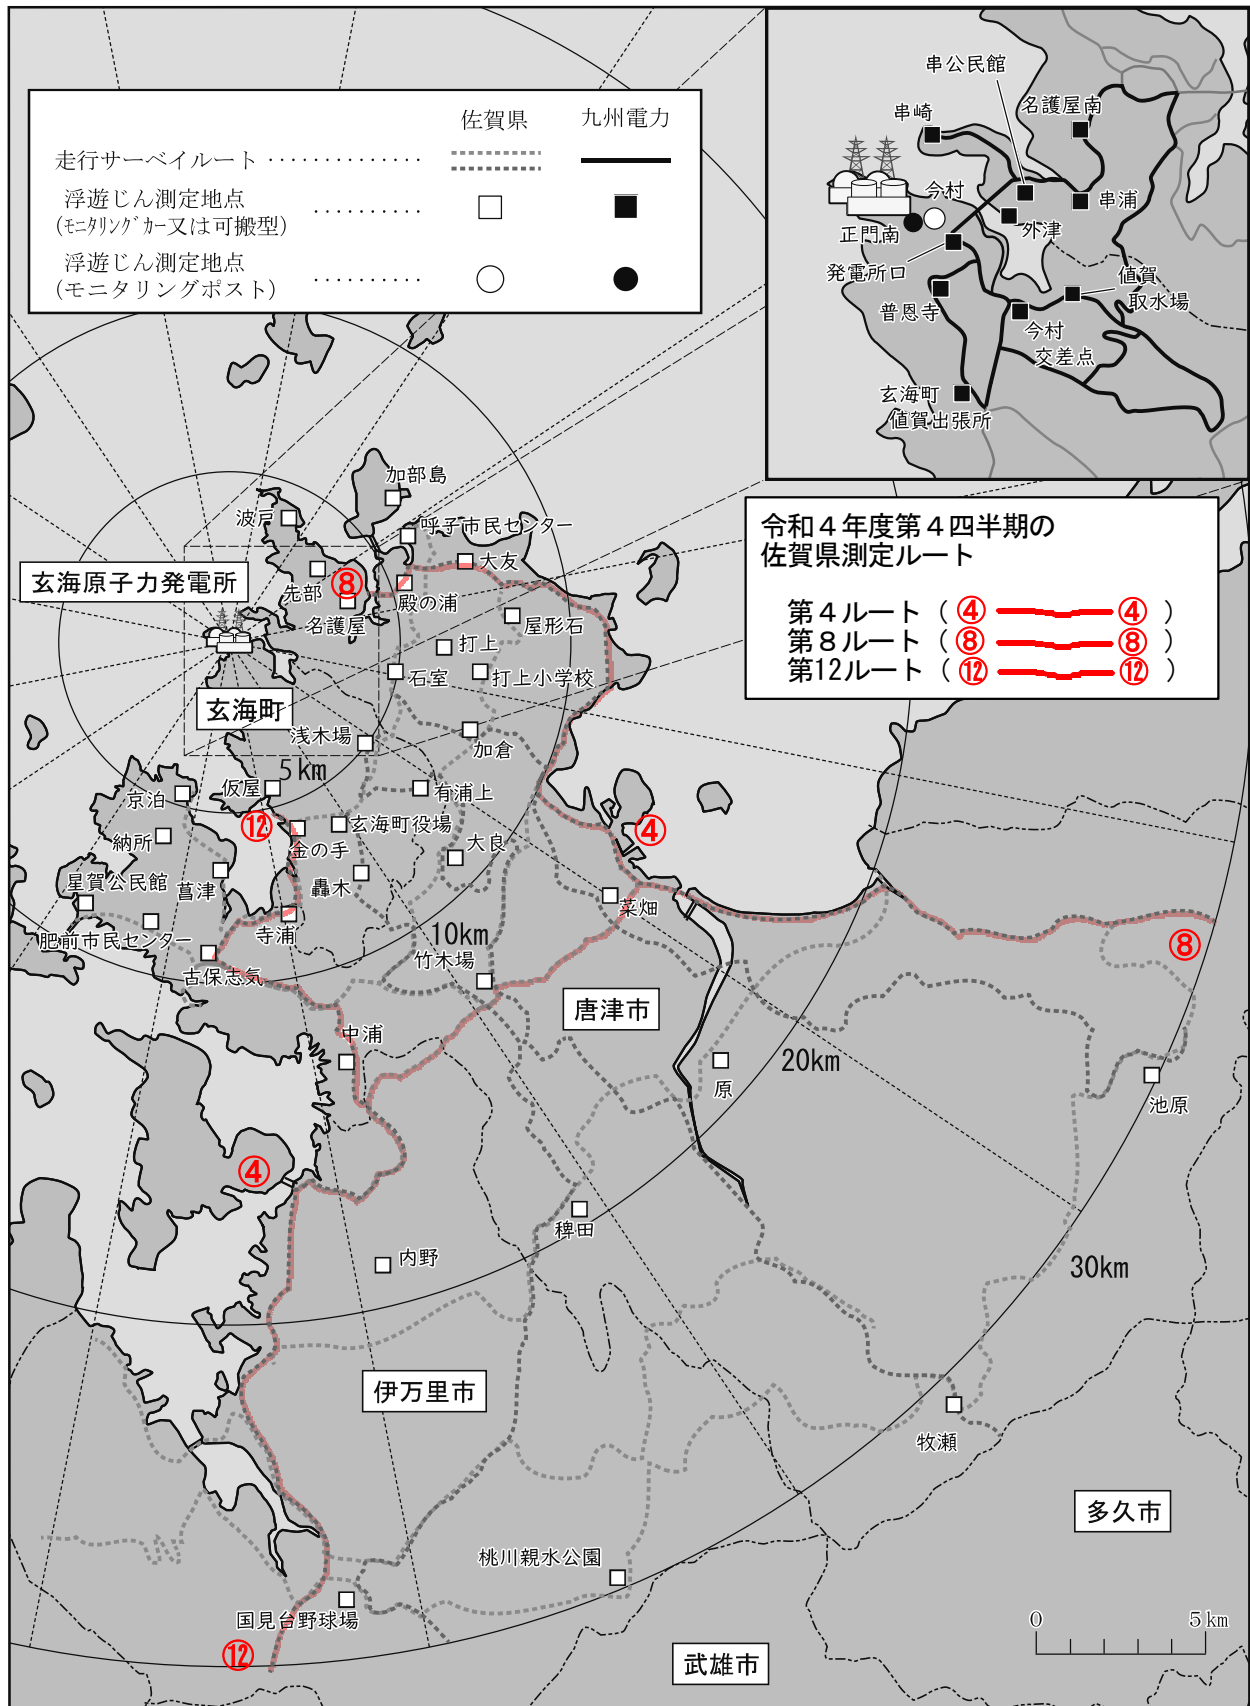 佐賀県
九州電力
走行サーベイルート ‥‥‥‥‥‥‥
浮遊じん測定地点
(ﾓﾆﾀﾘﾝｸﾞｶｰ又は可搬型)
浮遊じん測定地点
(モニタリングポスト)
串公民館
名護屋南
串崎
今村
串浦
外津
正門南
発電所口
値賀
取水場
普恩寺
今村
交差点
玄海町
値賀出張所
令和４年度第４四半期の
佐賀県測定ルート
第４ルート（ ④ ④ ）
第８ルート（ ⑧ ⑧ ）
第12ルート（ ⑫ ⑫ ）
加部島
波戸
呼子市民センター
大友
玄海原子力発電所
先部
⑧
殿の浦
名護屋
屋形石
打上
石室
打上小学校
玄海町
浅木場
加倉
5km
仮屋
有浦上
京泊
⑫
玄海町役場
④
納所
金の手
大良
星賀公民館
菖津
轟木
菜畑
寺浦
10km
肥前市民センター
⑧
古保志気
竹木場
唐津市
中浦
20km
原
池原
④
稗田
内野
30km
伊万里市
牧瀬
多久市
桃川親水公園
国見台野球場
0
5km
⑫
武雄市